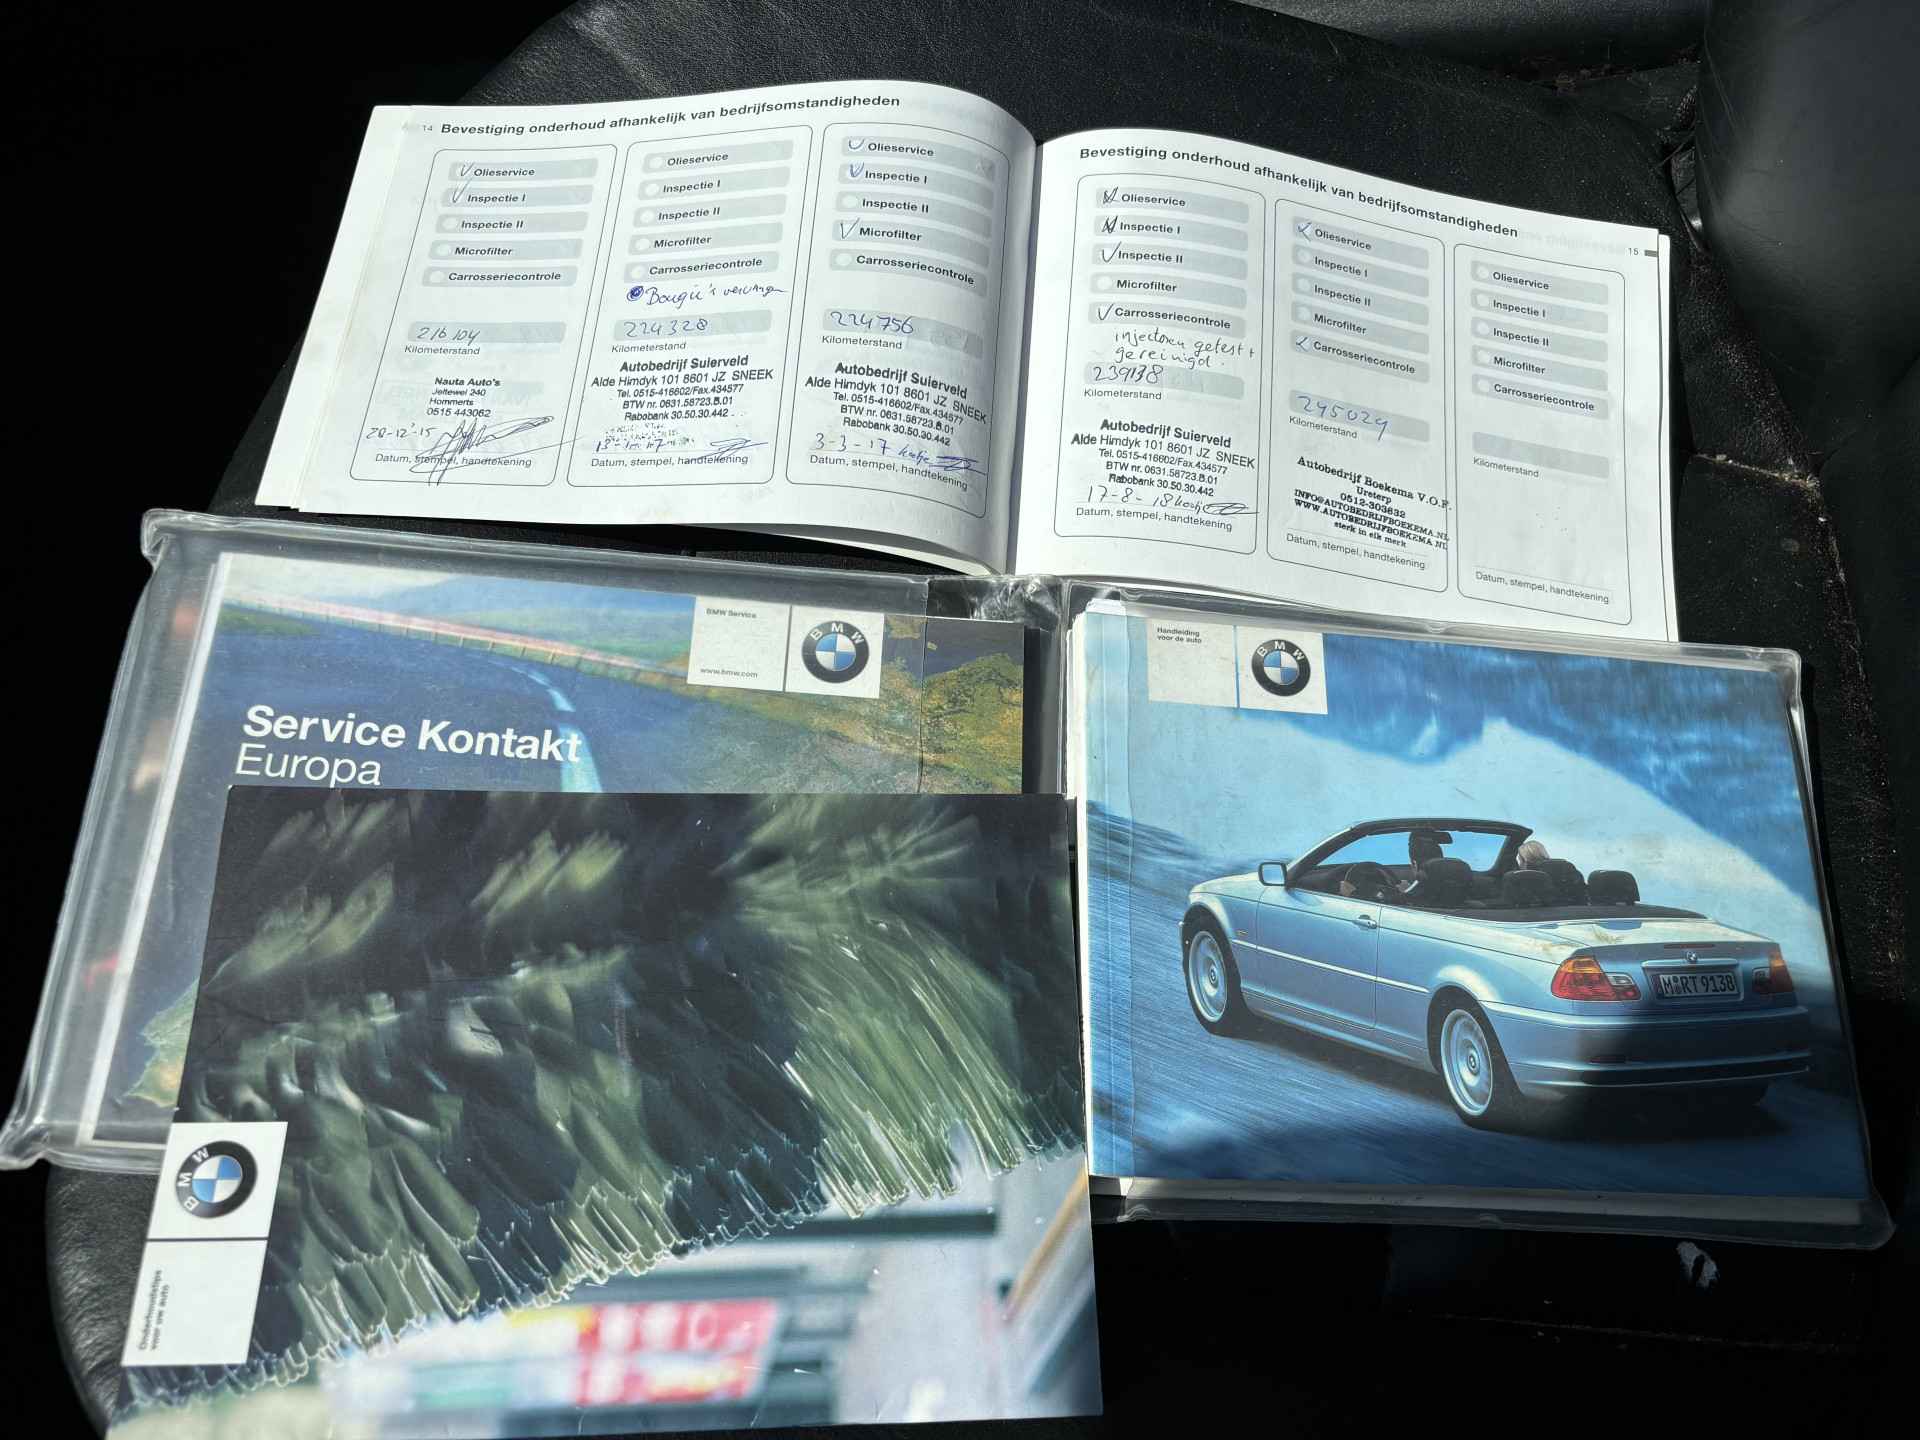 14 Bevestiging onderhoud afhankelijk van bedrijfsomstandigheden
Olieservice
Inspectie I
Inspectie II
Microfilter
Carrosseriecontrole
216104
Kilometerstand
Nauta Auto's
Jeltewei 240
Hommerts
0515 443062
28-12-'15
Datum, stempel, handtekening
Olieservice
Inspectie I
Inspectie II
Microfilter
Carrosseriecontrole
Bougie's vervangen
224328
Kilometerstand
Autobedrijf Suierveld
Alde Himdyk 101 8601 JZ SNEEK
Tel. 0515-416602/Fax.434577
BTW nr. 0631.58723.B.01
Rabobank 30.50.30.442
Datum, stempel, handtekening
Olieservice
Inspectie I
Inspectie II
Microfilter
Carrosseriecontrole
224756
Kilometerstand
Autobedrijf Suierveld
Alde Himdyk 101 8601 JZ SNEEK
Tel. 0515-416602/Fax.434577
BTW nr. 0631.58723.B.01
Rabobank 30.50.30.442
3-3-17
Datum, stempel, handtekening
Bevestiging onderhoud afhankelijk van bedrijfsomstandigheden 15
Olieservice
Inspectie I
Inspectie II
Microfilter
Carrosseriecontrole
injectoren getest +
gereinigd.
239138
Kilometerstand
Autobedrijf Suierveld
Alde Himdyk 101 8601 JZ SNEEK
Tel. 0515-416602/Fax.434577
BTW nr. 0631.58723.B.01
Rabobank 30.50.30.442
17-8-18
Datum, stempel, handtekening
Olieservice
Inspectie I
Inspectie II
Microfilter
Carrosseriecontrole
245029
Kilometerstand
Autobedrijf Boekema V.O.F.
Ureterp
0512-303632
INFO@AUTOBEDRIJFBOEKEMA.NL
WWW.AUTOBEDRIJFBOEKEMA.NL
sterk in elk merk
Datum, stempel, handtekening
Olieservice
Inspectie I
Inspectie II
Microfilter
Carrosseriecontrole
Kilometerstand
Datum, stempel, handtekening
BMW Service
www.bmw.com
BMW
Service Kontakt
Europa
Handleiding
voor de auto
BMW
M RT 9138
BMW
Onderhoudstips
voor uw auto